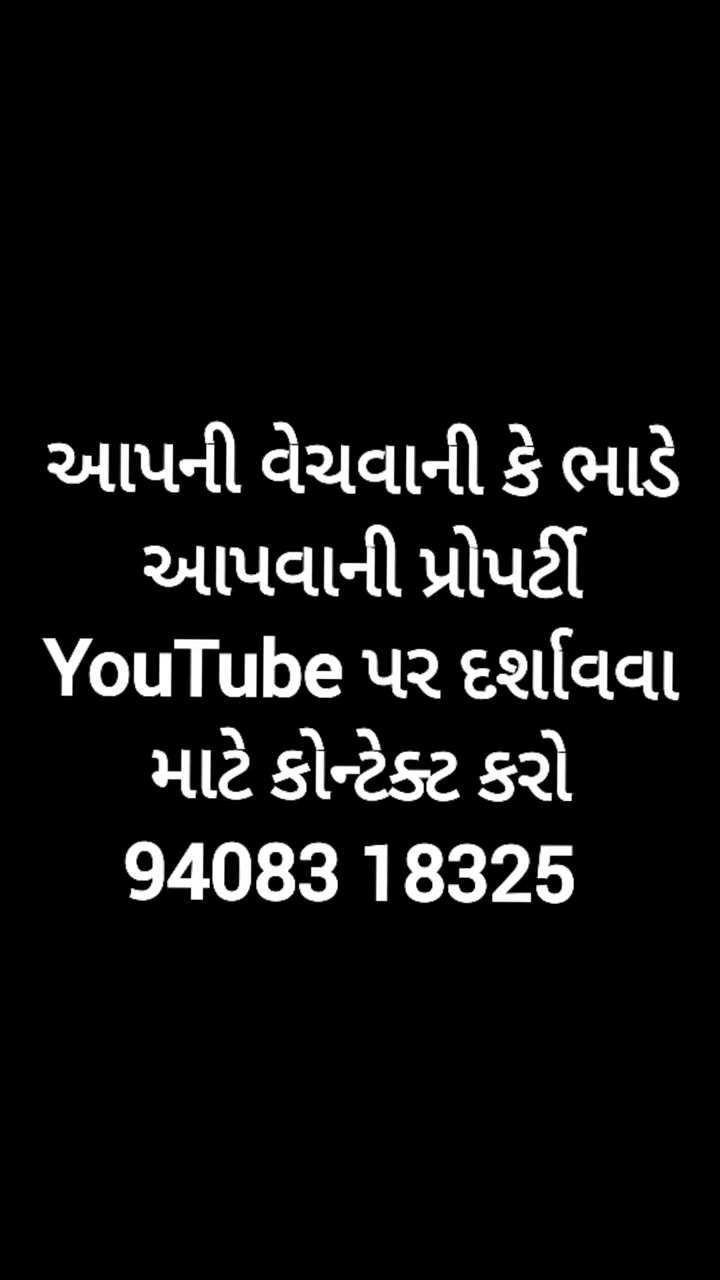 આપની વેચવાની કે ભાડે
આપવાની પ્રોપર્ટી
YouTube પર દર્શાવવા
માટે કોન્ટેક્ટ કરો
94083 18325